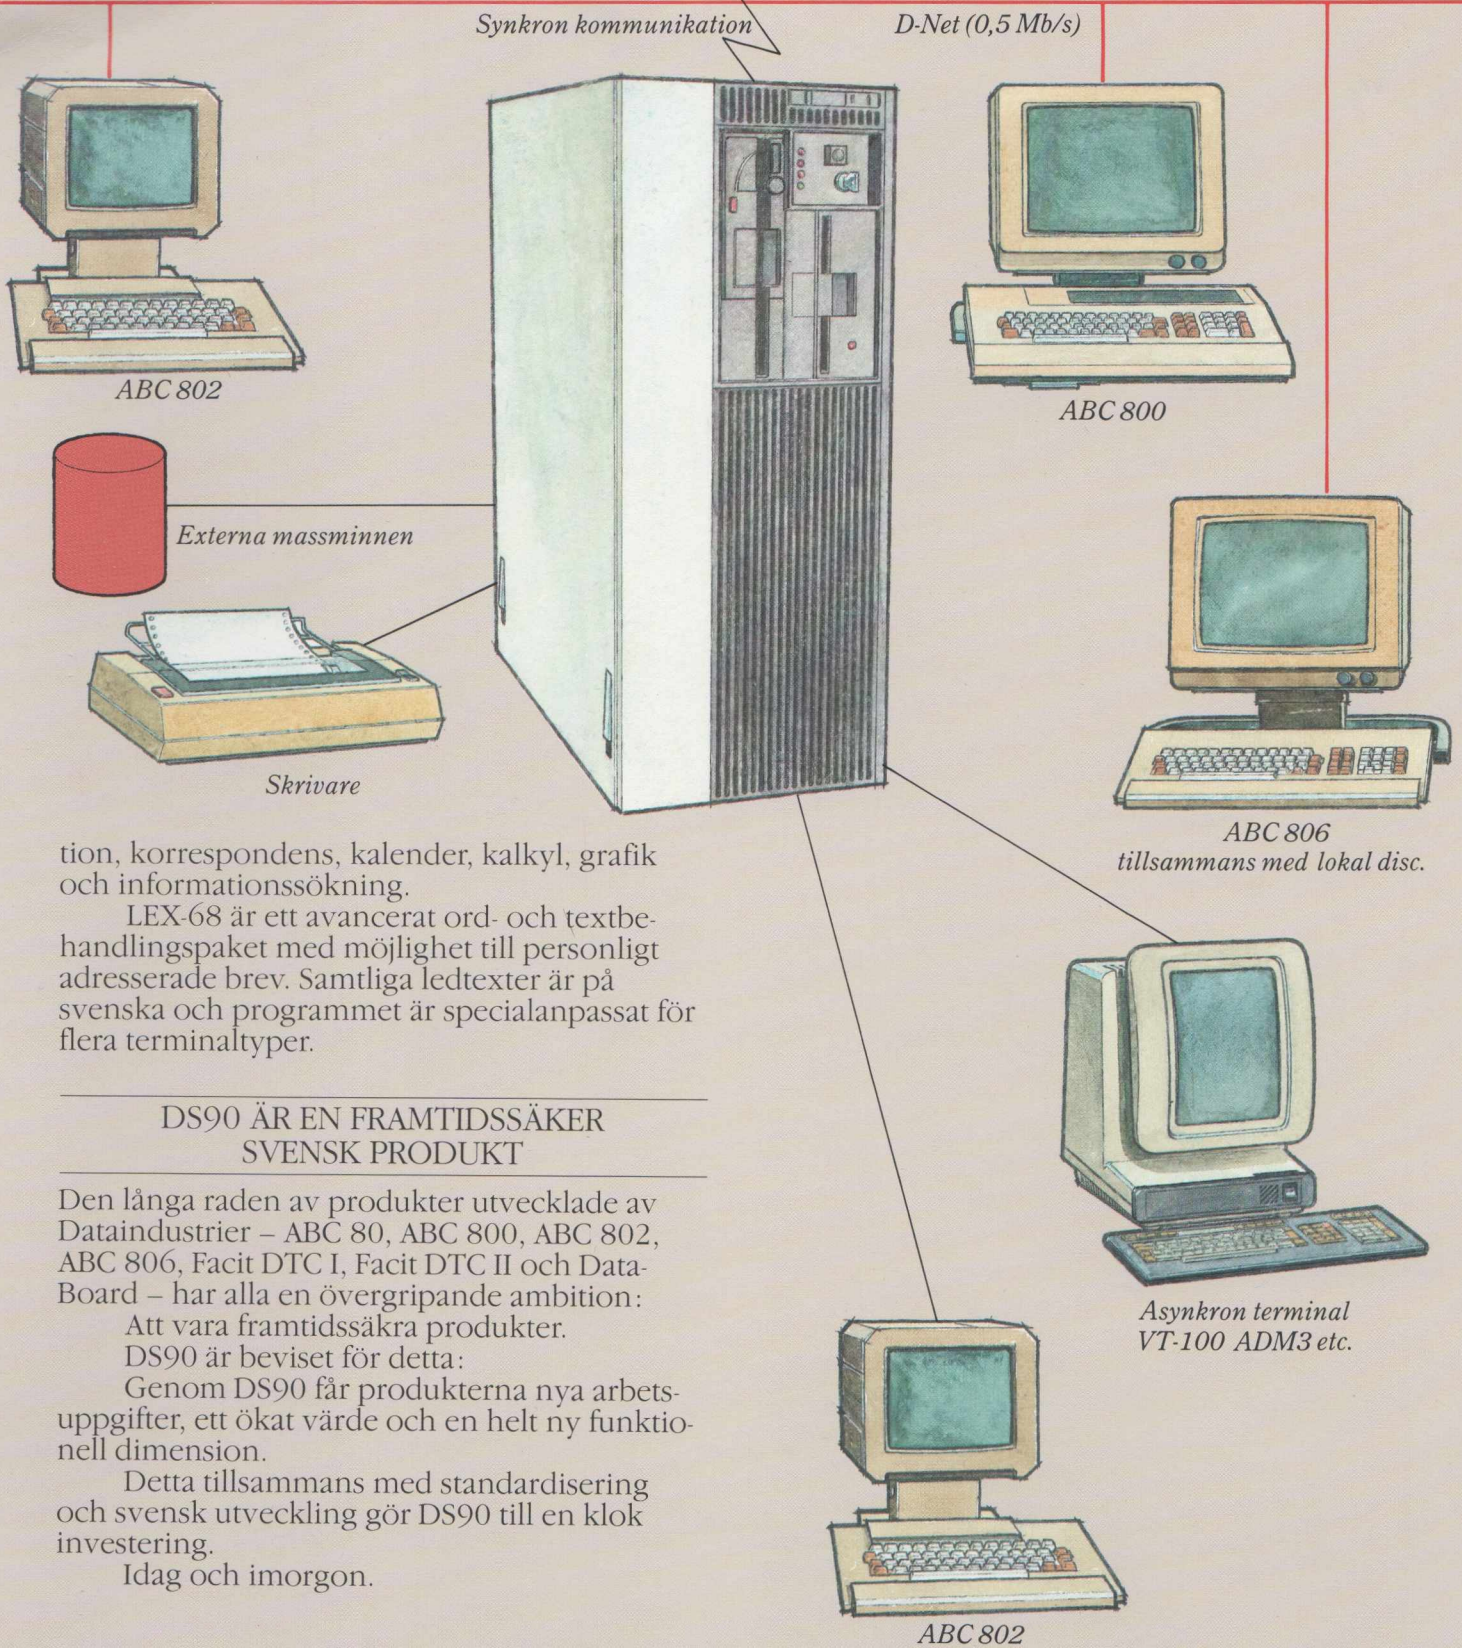 Synkron kommunikation
D-Net (0,5 Mb/s)
ABC 802
ABC 800
Externa massminnen
Skrivare
ABC 806
tillsammans med lokal disc.
tion, korrespondens, kalender, kalkyl, grafik
och informationssökning.
LEX-68 är ett avancerat ord- och textbe-
handlingspaket med möjlighet till personligt
adresserade brev. Samtliga ledtexter är på
svenska och programmet är specialanpassat för
flera terminaltyper.
DS90 ÄR EN FRAMTIDSSÄKER
SVENSK PRODUKT
Den långa raden av produkter utvecklade av
Dataindustrier – ABC 80, ABC 800, ABC 802,
ABC 806, Facit DTC I, Facit DTC II och Data-
Board – har alla en övergripande ambition:
Att vara framtidssäkra produkter.
DS90 är beviset för detta:
Genom DS90 får produkterna nya arbets-
uppgifter, ett ökat värde och en helt ny funktio-
nell dimension.
Detta tillsammans med standardisering
och svensk utveckling gör DS90 till en klok
investering.
Idag och imorgon.
Asynkron terminal
VT-100 ADM3 etc.
ABC 802